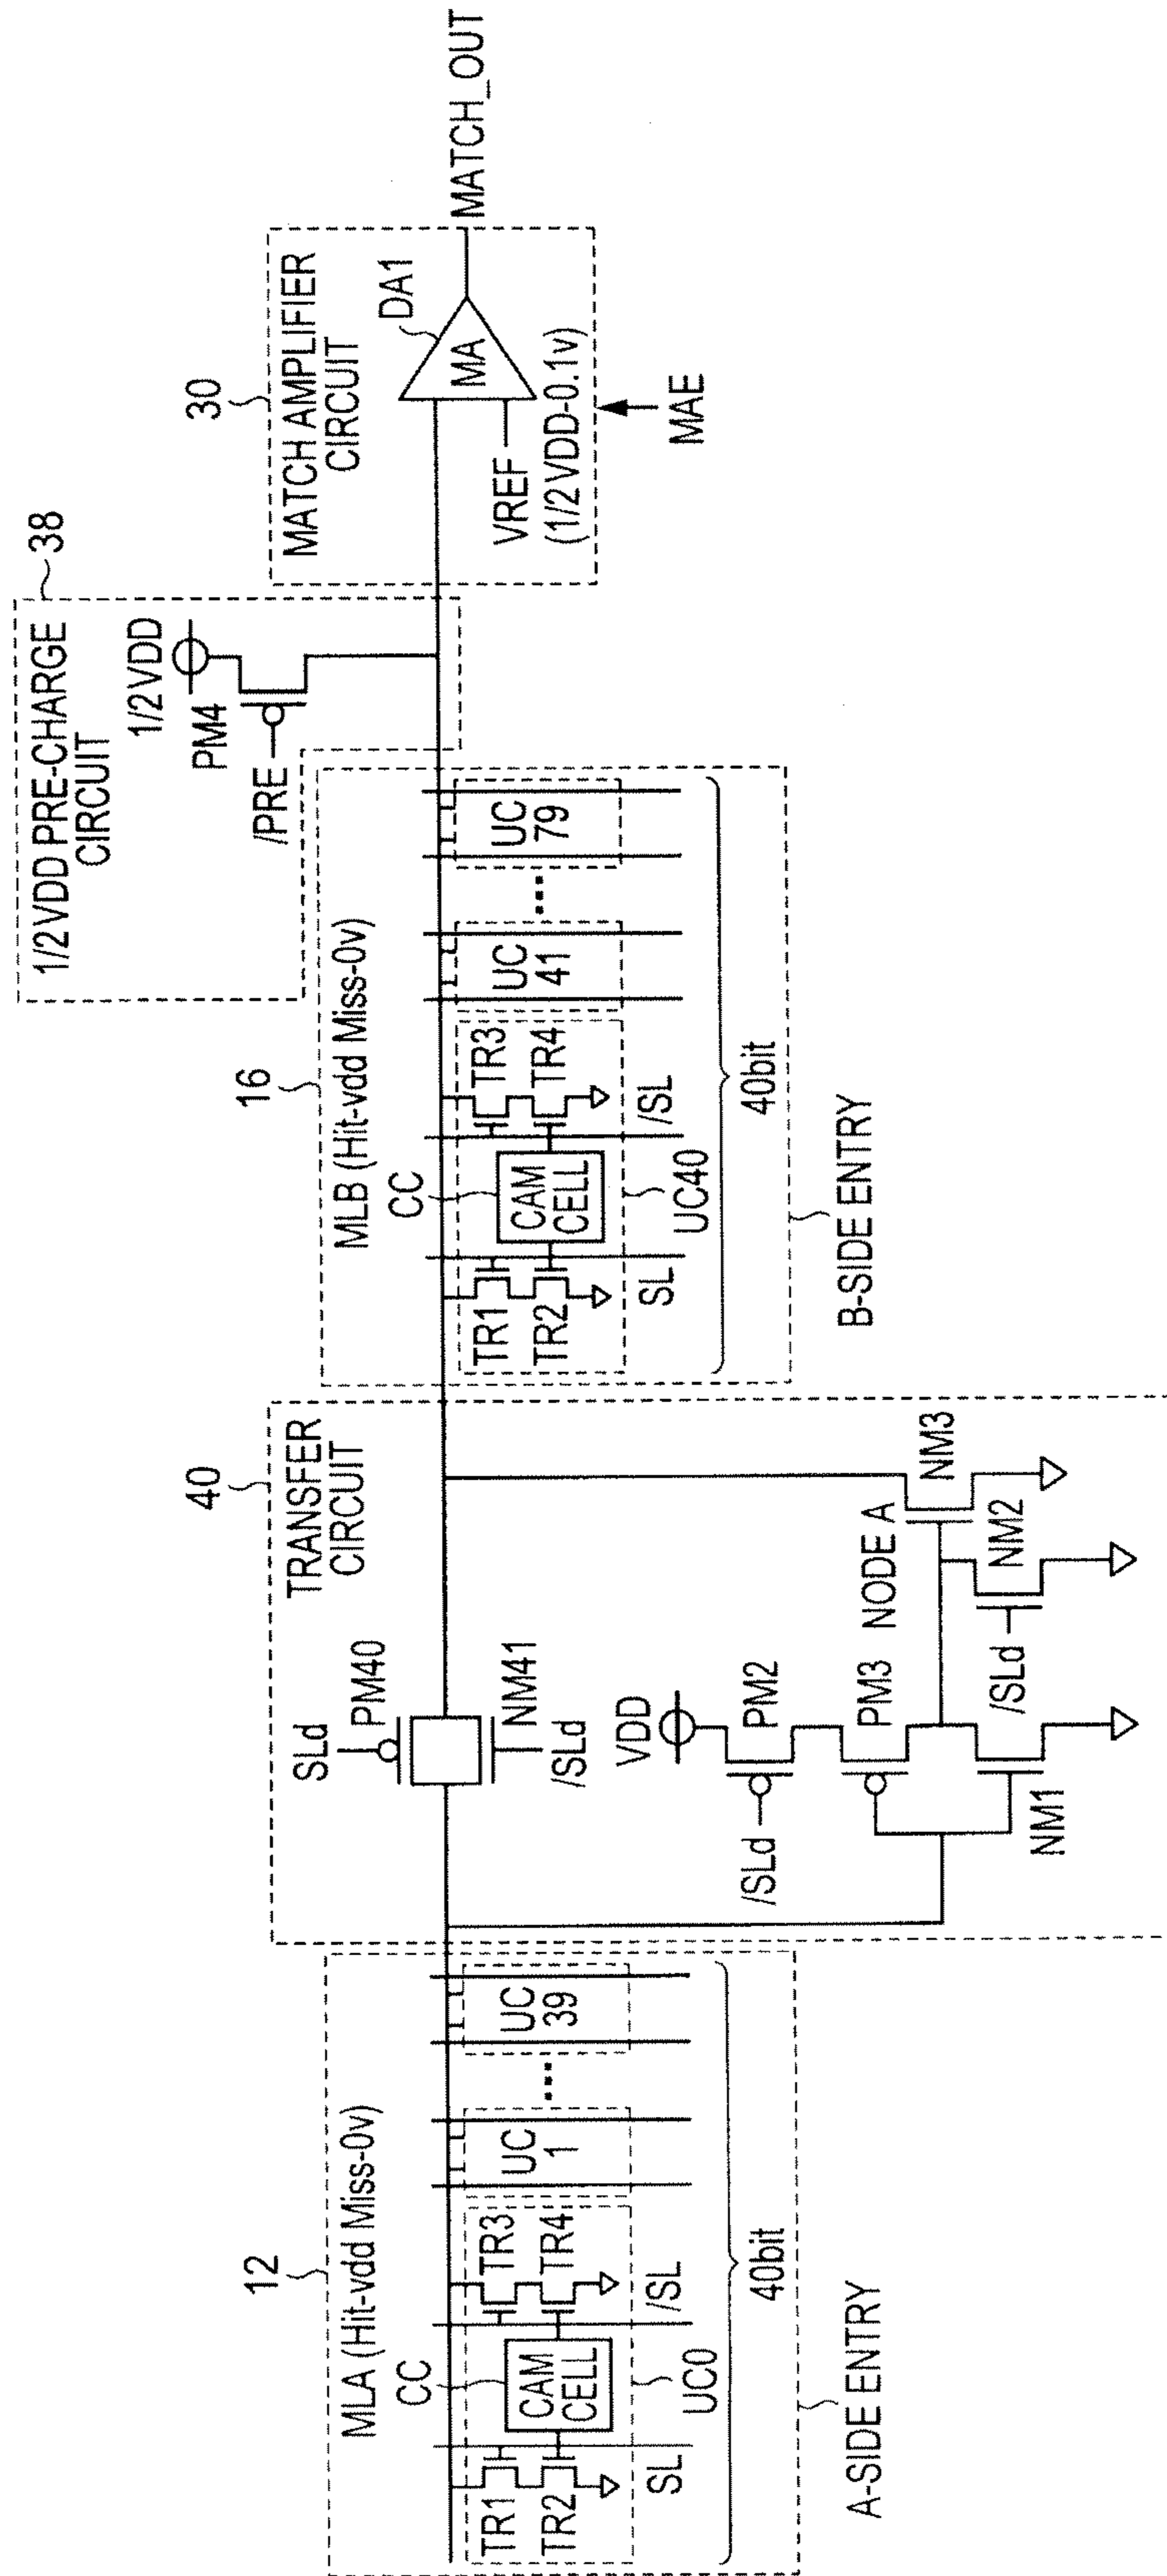 12
MLA (Hit-vdd Miss-0v)
CC
TR1
TR2
CAM
CELL
TR3
TR4
SL
/SL
UC0
UC
1
...
UC
39
40bit
A-SIDE ENTRY
40
TRANSFER
CIRCUIT
SLd
PM40
NM41
/SLd
VDD
/SLd
PM2
PM3
NM1
NODE A
/SLd
NM2
NM3
16
MLB (Hit-vdd Miss-0v)
CC
TR1
TR2
CAM
CELL
TR3
TR4
SL
/SL
UC40
UC
41
...
UC
79
40bit
B-SIDE ENTRY
38
1/2VDD PRE-CHARGE
CIRCUIT
1/2VDD
PM4
/PRE
30
MATCH AMPLIFIER
CIRCUIT
DA1
MA
VREF
(1/2VDD-0.1v)
MAE
MATCH_OUT